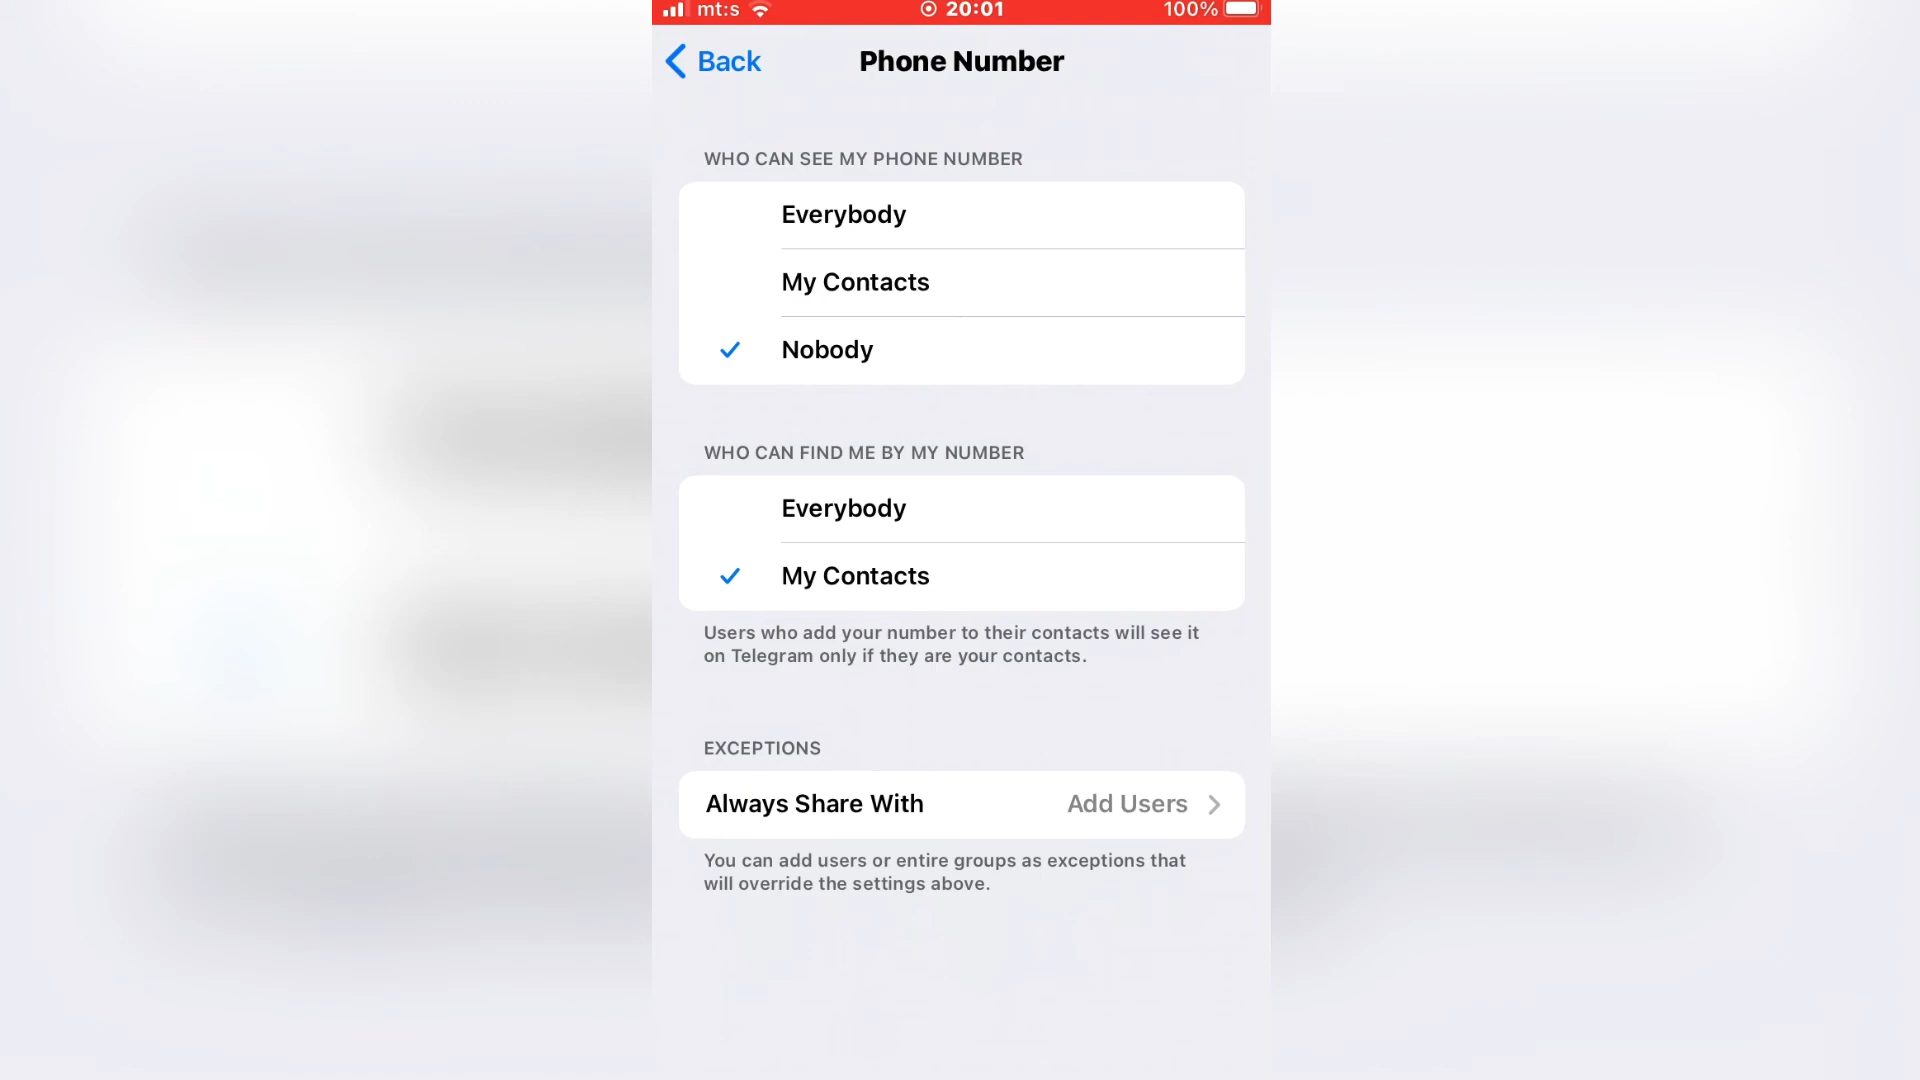 mt:s 20:01 100%
Back Phone Number
WHO CAN SEE MY PHONE NUMBER
Everybody
My Contacts
Nobody
WHO CAN FIND ME BY MY NUMBER
Everybody
My Contacts
Users who add your number to their contacts will see it
on Telegram only if they are your contacts.
EXCEPTIONS
Always Share With Add Users
You can add users or entire groups as exceptions that
will override the settings above.